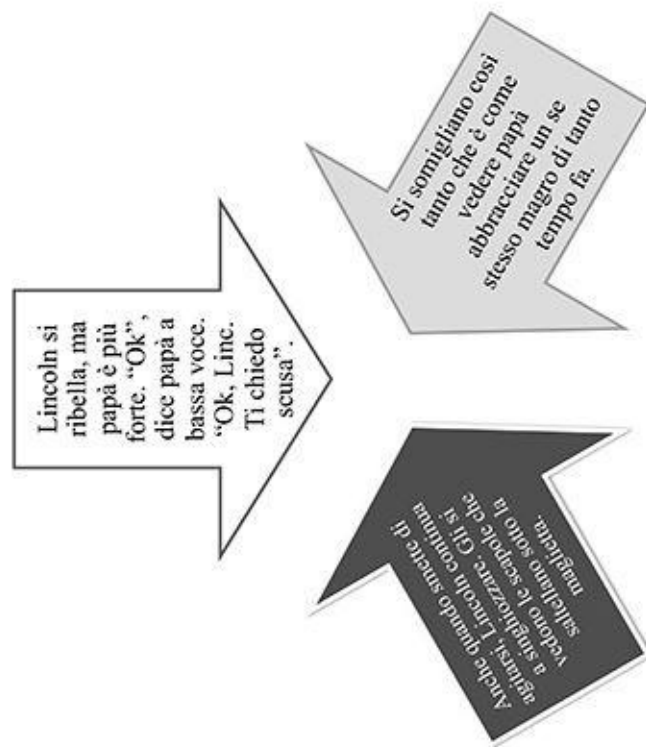 Lincoln si
ribella, ma
papà è più
forte. “Ok”,
dice papà a
bassa voce.
“Ok, Linc.
Ti chiedo
scusa”.
Si somigliano così
tanto che è come
vedere papà
abbracciare un se
stesso magro di tanto
tempo fa.
Anche quando smette di
agitarsi, Lincoln continua
a singhiozzare. Gli si
vedono le scapole che
saltellano sotto la
maglietta.